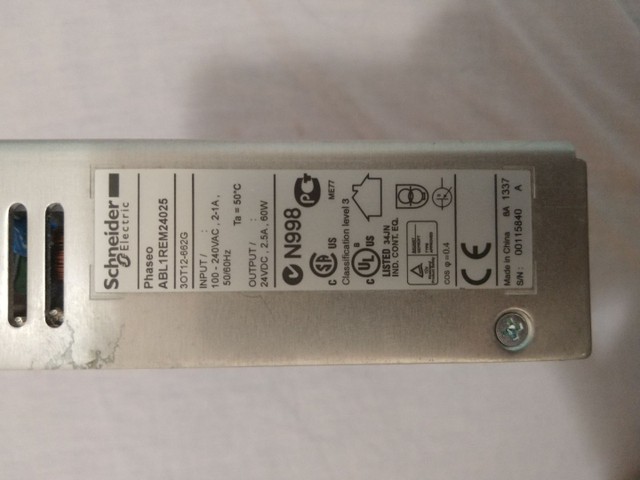 Schneider
Electric
Phaseo
ABL1REM24025
3OT12-662G
INPUT / :
100 - 240VAC , 2-1A ,
50/60Hz Ta = 50°C
OUTPUT / :
24VDC, 2.5A, 60W
N998
ME77
C SA US
Classification level 3
C UL US
LISTED 34JN
IND. CONT. EQ.
cos φ =0.4
CE
Made in China 8A 1337
S/N: 00115840 A